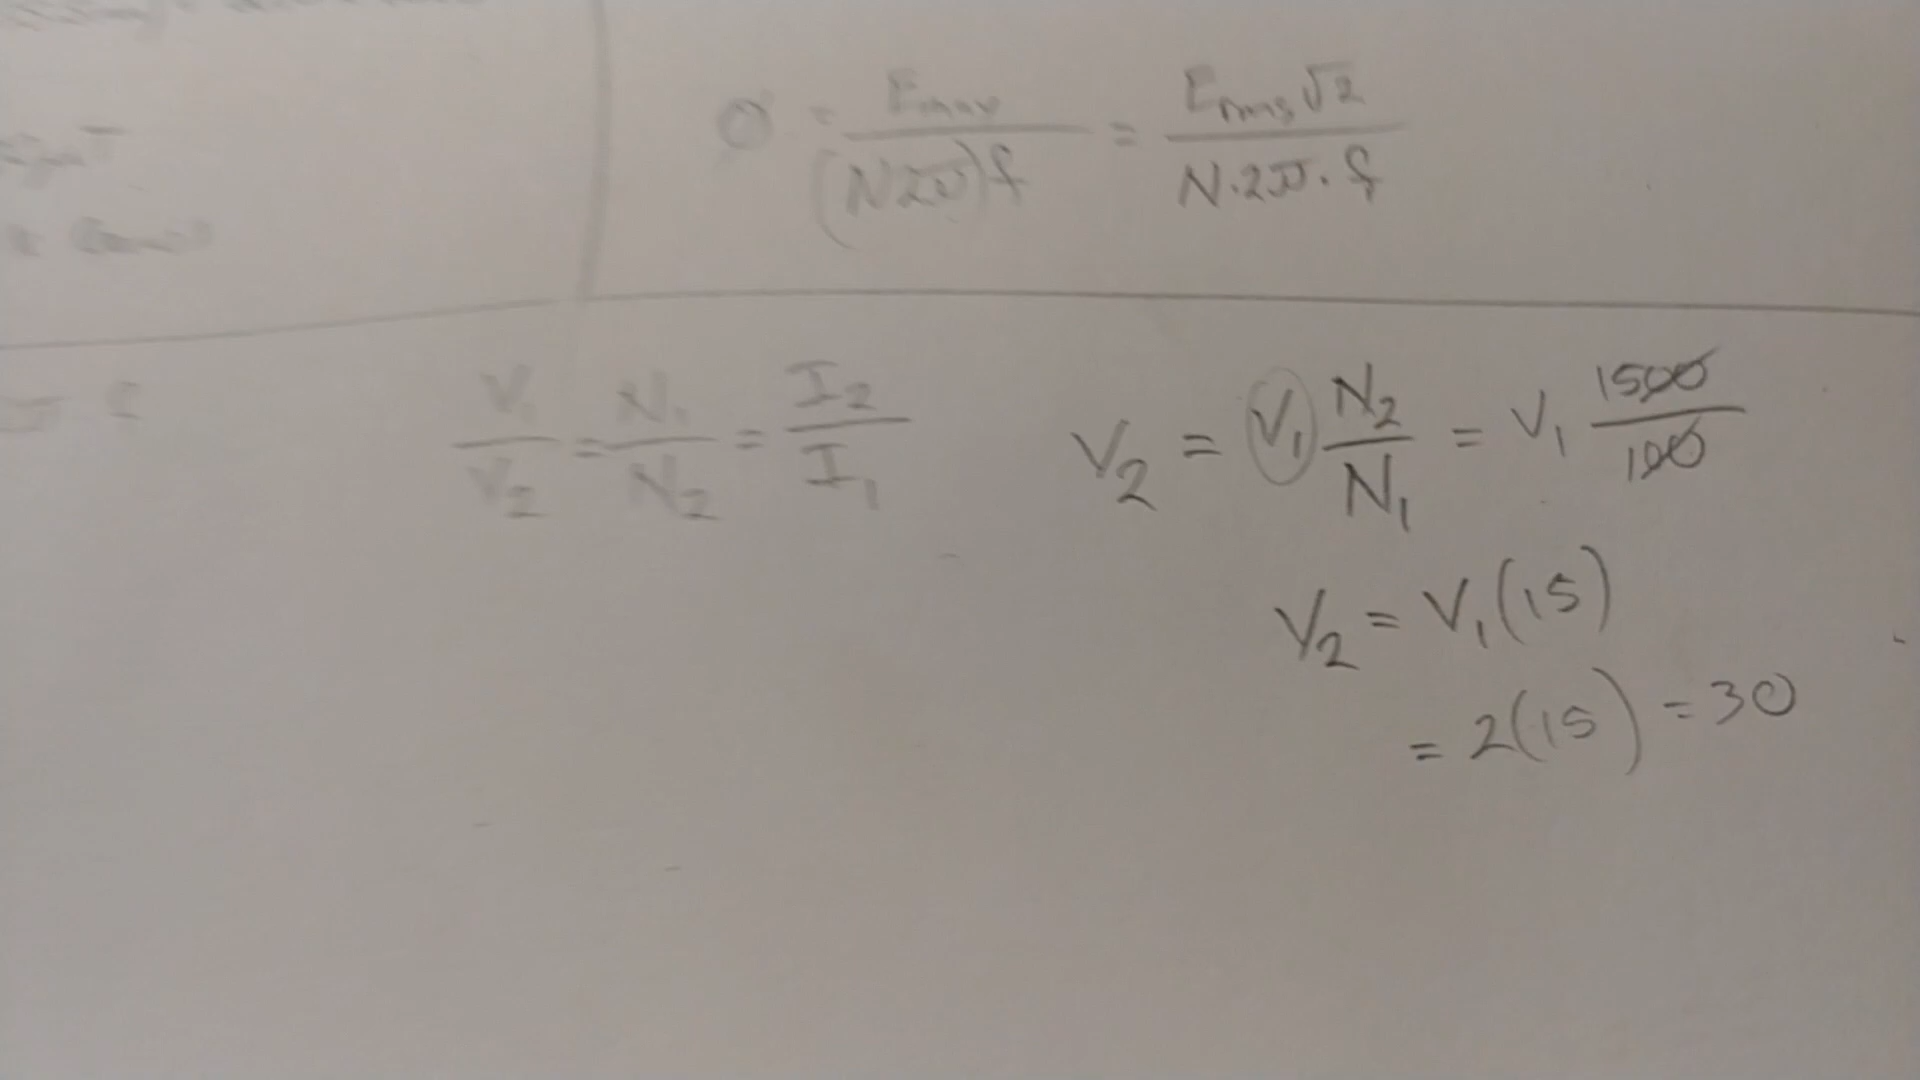 = Emax / (N2π)f = Erms√2 / N·2π·f
V1/V2 = N1/N2 = I2/I1
V2 = V1 N2/N1 = V1 1500/100
V2 = V1(15)
= 2(15) = 30